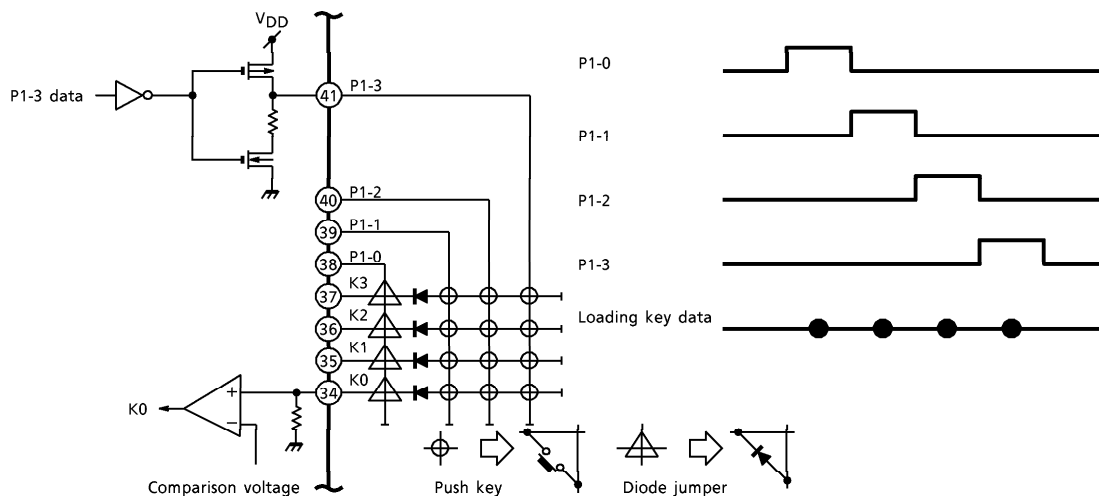 VDD
P1-3 data
41
P1-3
40
P1-2
39
P1-1
38
P1-0
37
K3
36
K2
35
K1
34
K0
K0
+
−
Comparison voltage
Push key
Diode jumper
P1-0
P1-1
P1-2
P1-3
Loading key data